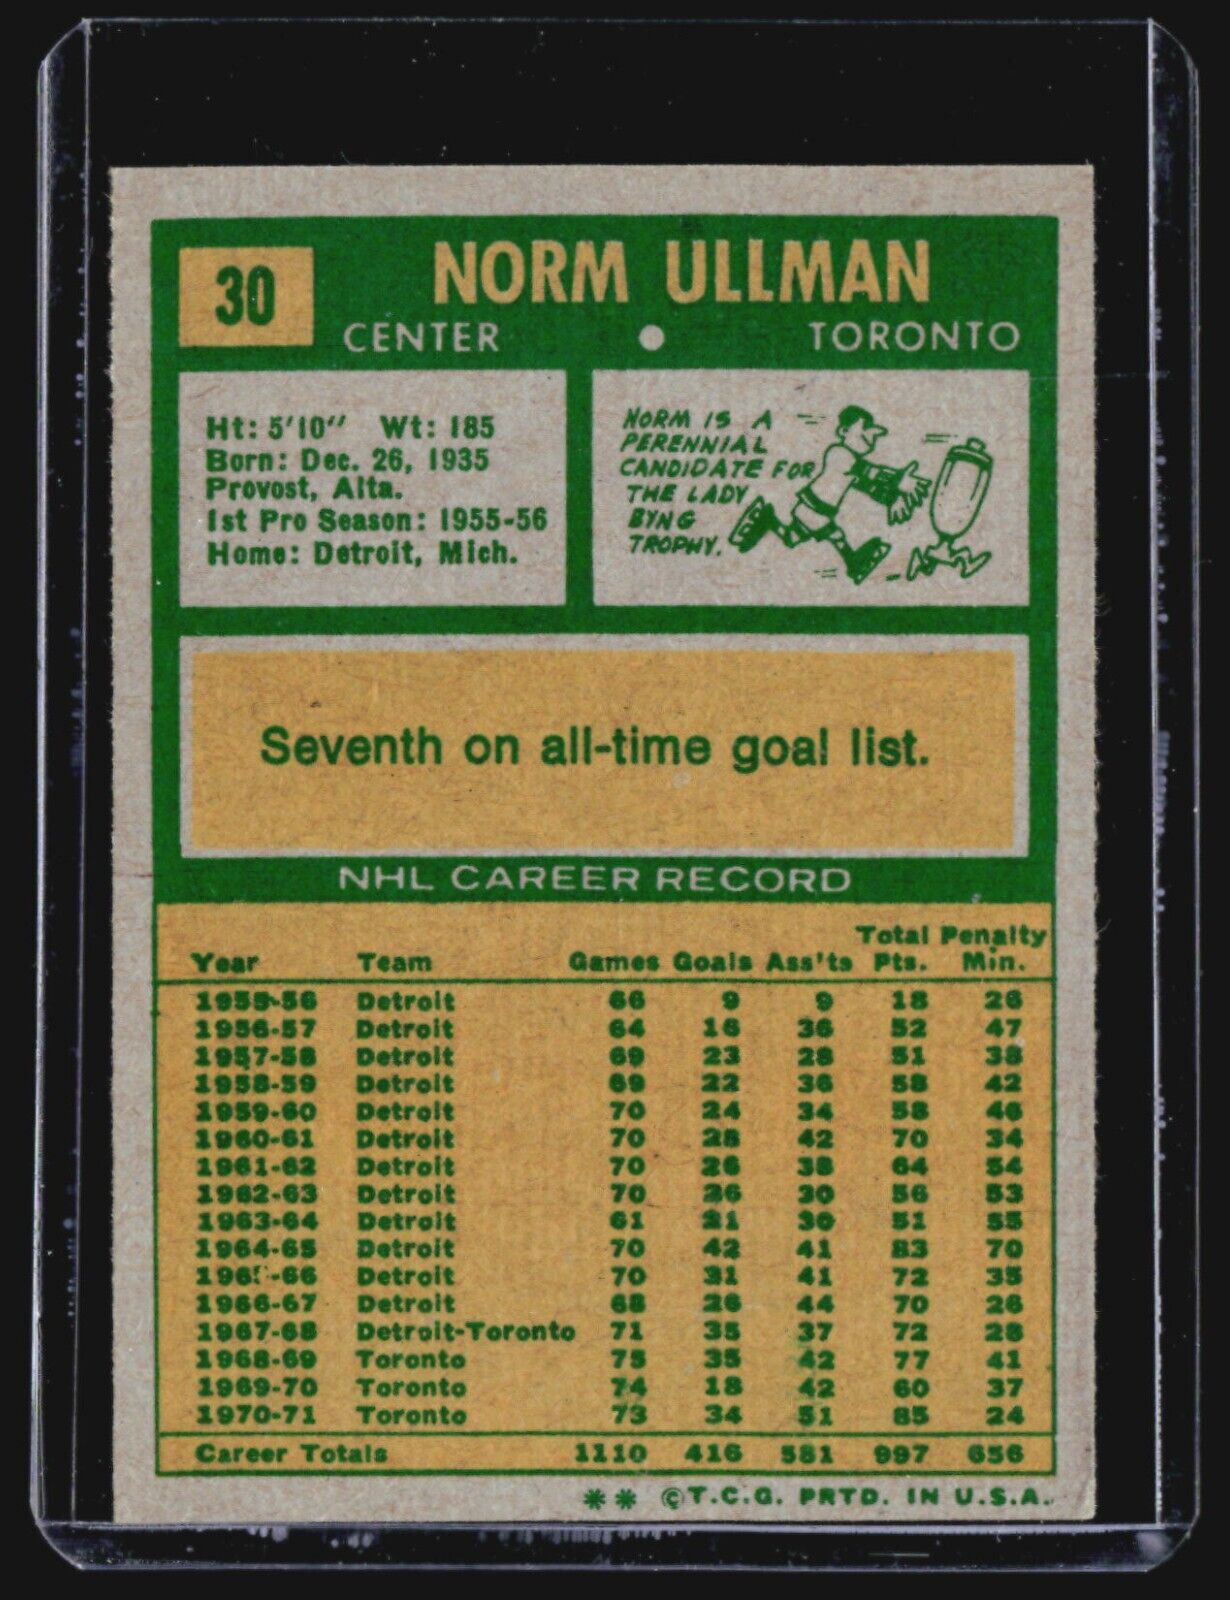 30
NORM ULLMAN
CENTER • TORONTO
Ht: 5'10" Wt: 185
Born: Dec. 26, 1935
Provost, Alta.
1st Pro Season: 1955-56
Home: Detroit, Mich.
NORM IS A
PERENNIAL
CANDIDATE FOR
THE LADY
BYNG
TROPHY.
Seventh on all-time goal list.
NHL CAREER RECORD
Year Team Games Goals Ass'ts Total Pts. Penalty Min.
1955-56 Detroit 66 9 9 18 26
1956-57 Detroit 64 16 36 52 47
1957-58 Detroit 69 23 28 51 38
1958-59 Detroit 69 22 36 58 42
1959-60 Detroit 70 24 34 58 46
1960-61 Detroit 70 28 42 70 34
1961-62 Detroit 70 26 38 64 54
1962-63 Detroit 70 26 30 56 53
1963-64 Detroit 61 21 30 51 55
1964-65 Detroit 70 42 41 83 70
1965-66 Detroit 70 31 41 72 35
1966-67 Detroit 68 26 44 70 26
1967-68 Detroit-Toronto 71 35 37 72 28
1968-69 Toronto 75 35 42 77 41
1969-70 Toronto 74 18 42 60 37
1970-71 Toronto 73 34 51 85 24
Career Totals 1110 416 581 997 656
** ©T.C.G. PRTD. IN U.S.A.